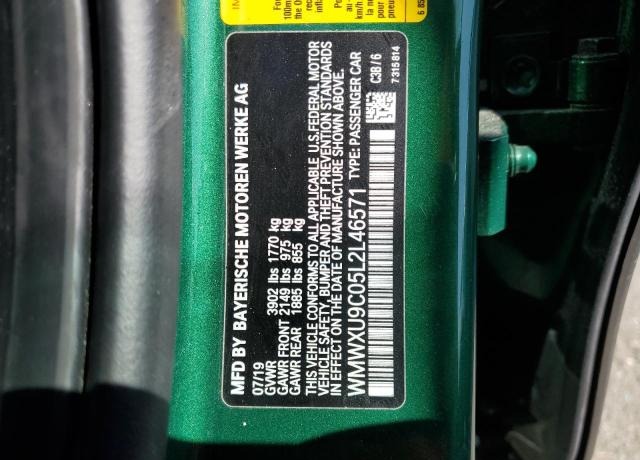 MFD BY BAYERISCHE MOTOREN WERKE AG
07/19
GVWR 3902 lbs 1770 kg
GAWR FRONT 2149 lbs 975 kg
GAWR REAR 1885 lbs 855 kg
THIS VEHICLE CONFORMS TO ALL APPLICABLE U.S.FEDERAL MOTOR
VEHICLE SAFETY, BUMPER AND THEFT PREVENTION STANDARDS
IN EFFECT ON THE DATE OF MANUFACTURE SHOWN ABOVE.
WMWXU9C05L2L46571 TYPE: PASSENGER CAR
C3B / 6
7315814